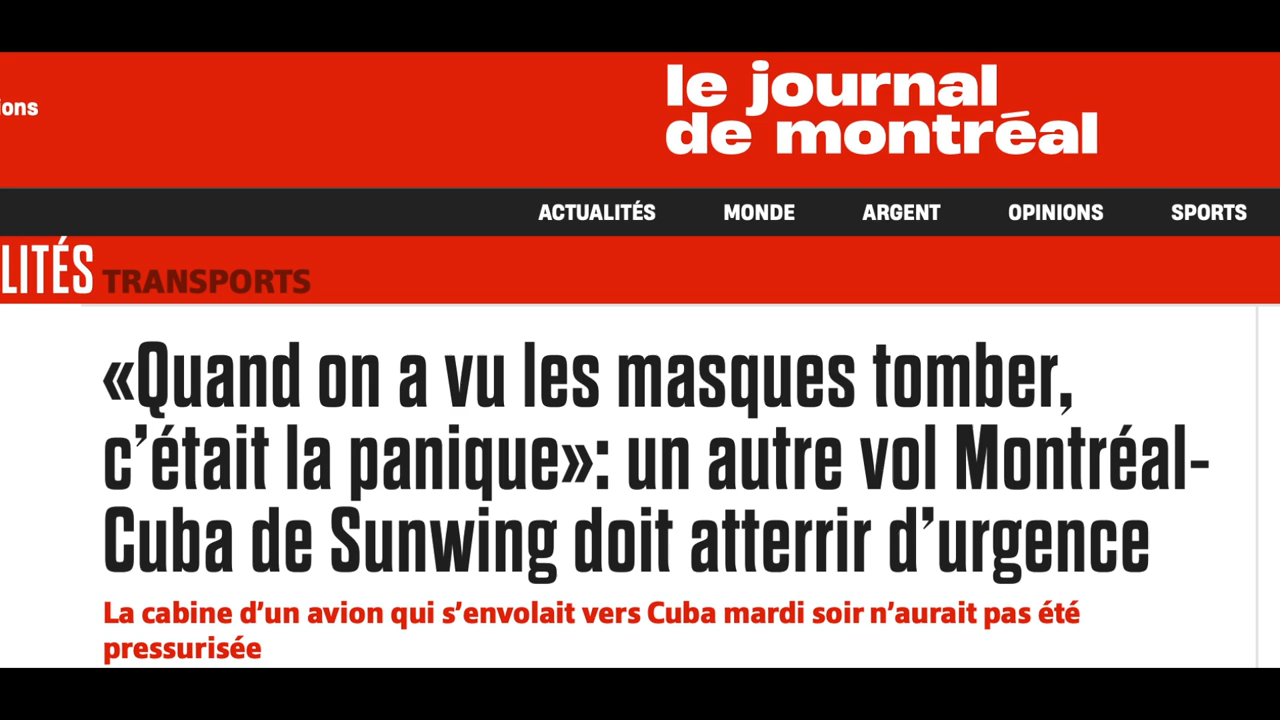 ions
le journal
de montréal
ACTUALITÉS MONDE ARGENT OPINIONS SPORTS
LITÉS TRANSPORTS
«Quand on a vu les masques tomber,
c’était la panique»: un autre vol Montréal-
Cuba de Sunwing doit atterrir d’urgence
La cabine d’un avion qui s’envolait vers Cuba mardi soir n’aurait pas été
pressurisée